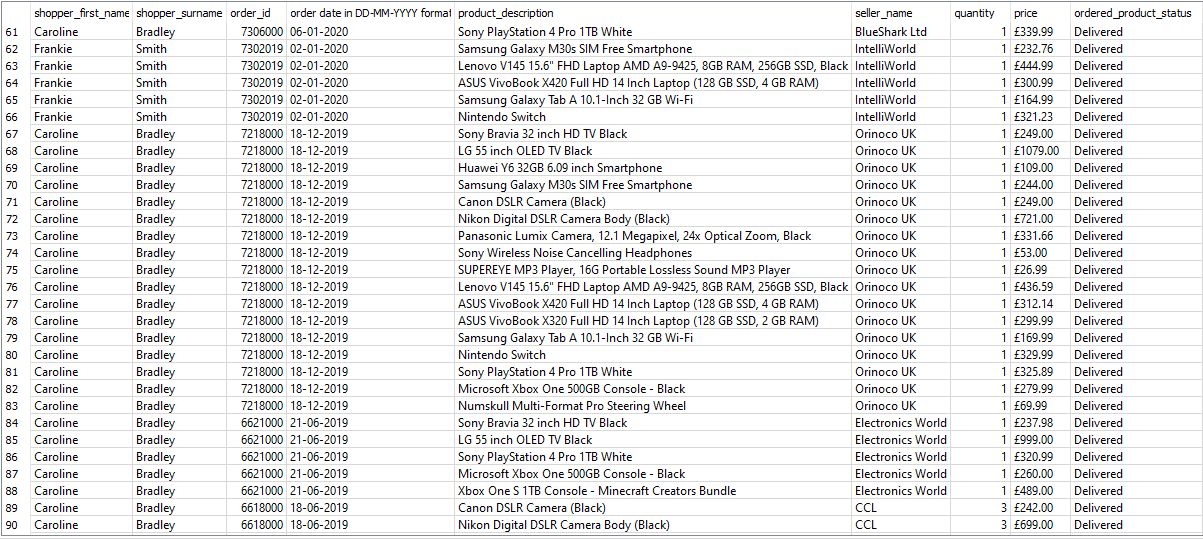 shopper_first_name shopper_surname order_id order date in DD-MM-YYYY format product_description seller_name quantity price ordered_product_status
61 Caroline Bradley 7306000 06-01-2020 Sony PlayStation 4 Pro 1TB White BlueShark Ltd 1 £339.99 Delivered
62 Frankie Smith 7302019 02-01-2020 Samsung Galaxy M30s SIM Free Smartphone IntelliWorld 1 £232.76 Delivered
63 Frankie Smith 7302019 02-01-2020 Lenovo V145 15.6" FHD Laptop AMD A9-9425, 8GB RAM, 256GB SSD, Black IntelliWorld 1 £444.99 Delivered
64 Frankie Smith 7302019 02-01-2020 ASUS VivoBook X420 Full HD 14 Inch Laptop (128 GB SSD, 4 GB RAM) IntelliWorld 1 £300.99 Delivered
65 Frankie Smith 7302019 02-01-2020 Samsung Galaxy Tab A 10.1-Inch 32 GB Wi-Fi IntelliWorld 1 £164.99 Delivered
66 Frankie Smith 7302019 02-01-2020 Nintendo Switch IntelliWorld 1 £321.23 Delivered
67 Caroline Bradley 7218000 18-12-2019 Sony Bravia 32 inch HD TV Black Orinoco UK 1 £249.00 Delivered
68 Caroline Bradley 7218000 18-12-2019 LG 55 inch OLED TV Black Orinoco UK 1 £1079.00 Delivered
69 Caroline Bradley 7218000 18-12-2019 Huawei Y6 32GB 6.09 inch Smartphone Orinoco UK 1 £109.00 Delivered
70 Caroline Bradley 7218000 18-12-2019 Samsung Galaxy M30s SIM Free Smartphone Orinoco UK 1 £244.00 Delivered
71 Caroline Bradley 7218000 18-12-2019 Canon DSLR Camera (Black) Orinoco UK 1 £249.00 Delivered
72 Caroline Bradley 7218000 18-12-2019 Nikon Digital DSLR Camera Body (Black) Orinoco UK 1 £721.00 Delivered
73 Caroline Bradley 7218000 18-12-2019 Panasonic Lumix Camera, 12.1 Megapixel, 24x Optical Zoom, Black Orinoco UK 1 £331.66 Delivered
74 Caroline Bradley 7218000 18-12-2019 Sony Wireless Noise Cancelling Headphones Orinoco UK 1 £53.00 Delivered
75 Caroline Bradley 7218000 18-12-2019 SUPEREYE MP3 Player, 16G Portable Lossless Sound MP3 Player Orinoco UK 1 £26.99 Delivered
76 Caroline Bradley 7218000 18-12-2019 Lenovo V145 15.6" FHD Laptop AMD A9-9425, 8GB RAM, 256GB SSD, Black Orinoco UK 1 £436.59 Delivered
77 Caroline Bradley 7218000 18-12-2019 ASUS VivoBook X420 Full HD 14 Inch Laptop (128 GB SSD, 4 GB RAM) Orinoco UK 1 £312.14 Delivered
78 Caroline Bradley 7218000 18-12-2019 ASUS VivoBook X320 Full HD 14 Inch Laptop (128 GB SSD, 2 GB RAM) Orinoco UK 1 £299.99 Delivered
79 Caroline Bradley 7218000 18-12-2019 Samsung Galaxy Tab A 10.1-Inch 32 GB Wi-Fi Orinoco UK 1 £169.99 Delivered
80 Caroline Bradley 7218000 18-12-2019 Nintendo Switch Orinoco UK 1 £329.99 Delivered
81 Caroline Bradley 7218000 18-12-2019 Sony PlayStation 4 Pro 1TB White Orinoco UK 1 £325.89 Delivered
82 Caroline Bradley 7218000 18-12-2019 Microsoft Xbox One 500GB Console - Black Orinoco UK 1 £279.99 Delivered
83 Caroline Bradley 7218000 18-12-2019 Numskull Multi-Format Pro Steering Wheel Orinoco UK 1 £69.99 Delivered
84 Caroline Bradley 6621000 21-06-2019 Sony Bravia 32 inch HD TV Black Electronics World 1 £237.98 Delivered
85 Caroline Bradley 6621000 21-06-2019 LG 55 inch OLED TV Black Electronics World 1 £999.00 Delivered
86 Caroline Bradley 6621000 21-06-2019 Sony PlayStation 4 Pro 1TB White Electronics World 1 £320.99 Delivered
87 Caroline Bradley 6621000 21-06-2019 Microsoft Xbox One 500GB Console - Black Electronics World 1 £260.00 Delivered
88 Caroline Bradley 6621000 21-06-2019 Xbox One S 1TB Console - Minecraft Creators Bundle Electronics World 1 £489.00 Delivered
89 Caroline Bradley 6618000 18-06-2019 Canon DSLR Camera (Black) CCL 3 £242.00 Delivered
90 Caroline Bradley 6618000 18-06-2019 Nikon Digital DSLR Camera Body (Black) CCL 3 £699.00 Delivered